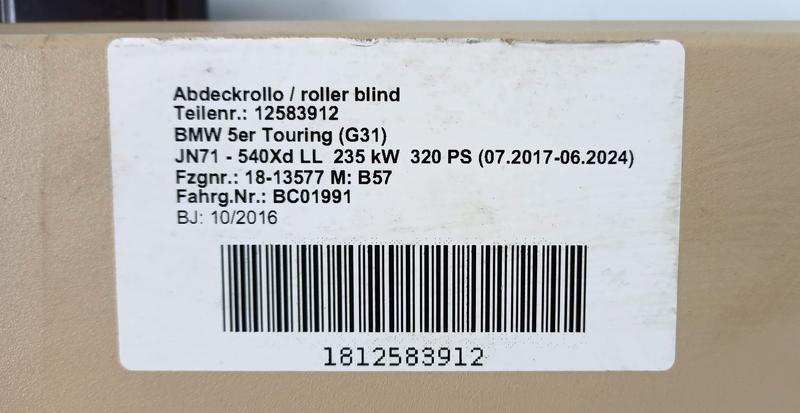 Abdeckrollo / roller blind
Teilenr.: 12583912
BMW 5er Touring (G31)
JN71 - 540Xd LL 235 kW 320 PS (07.2017-06.2024)
Fzgnr.: 18-13577 M: B57
Fahrg.Nr.: BC01991
BJ: 10/2016
1812583912